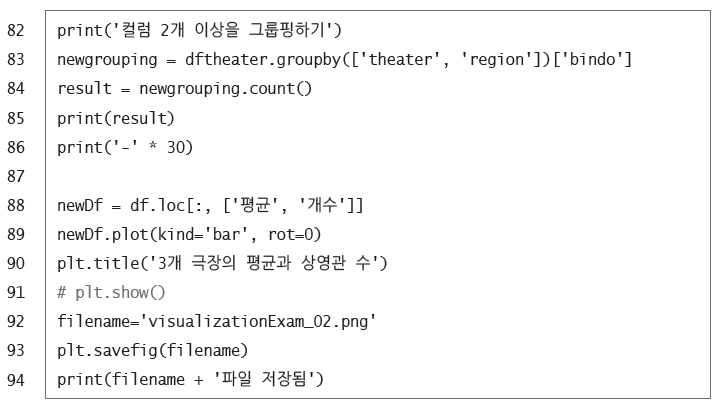 82 print('컬럼 2개 이상을 그룹핑하기')
83 newgrouping = dftheater.groupby(['theater', 'region'])['bindo']
84 result = newgrouping.count()
85 print(result)
86 print('-' * 30)
87
88 newDf = df.loc[:, ['평균', '개수']]
89 newDf.plot(kind='bar', rot=0)
90 plt.title('3개 극장의 평균과 상영관 수')
91 # plt.show()
92 filename='visualizationExam_02.png'
93 plt.savefig(filename)
94 print(filename + '파일 저장됨')